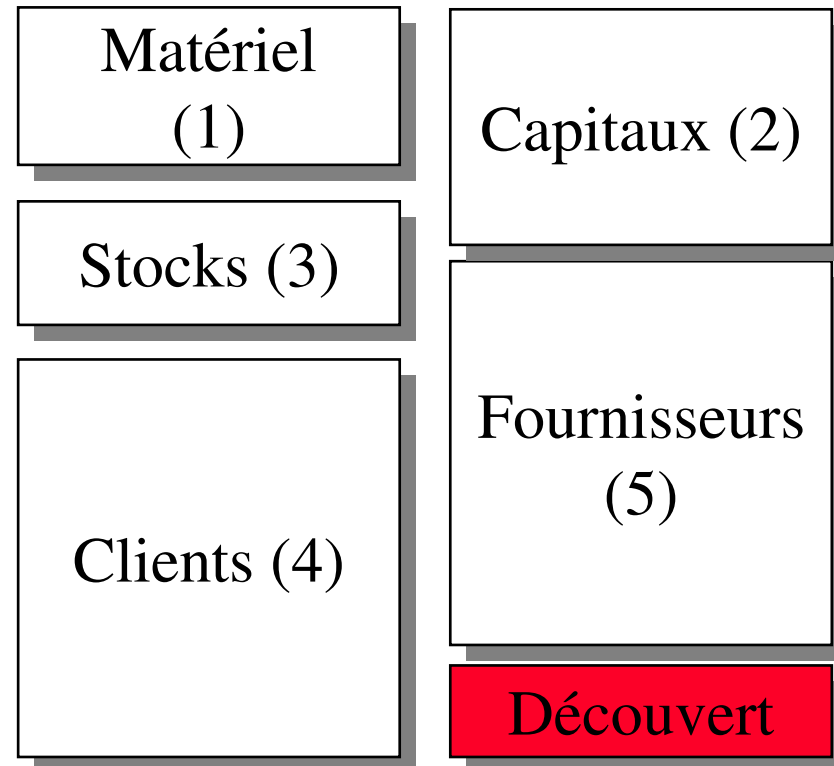 Matériel
(1)
Stocks (3)
Clients (4)
Capitaux (2)
Fournisseurs
(5)
Découvert